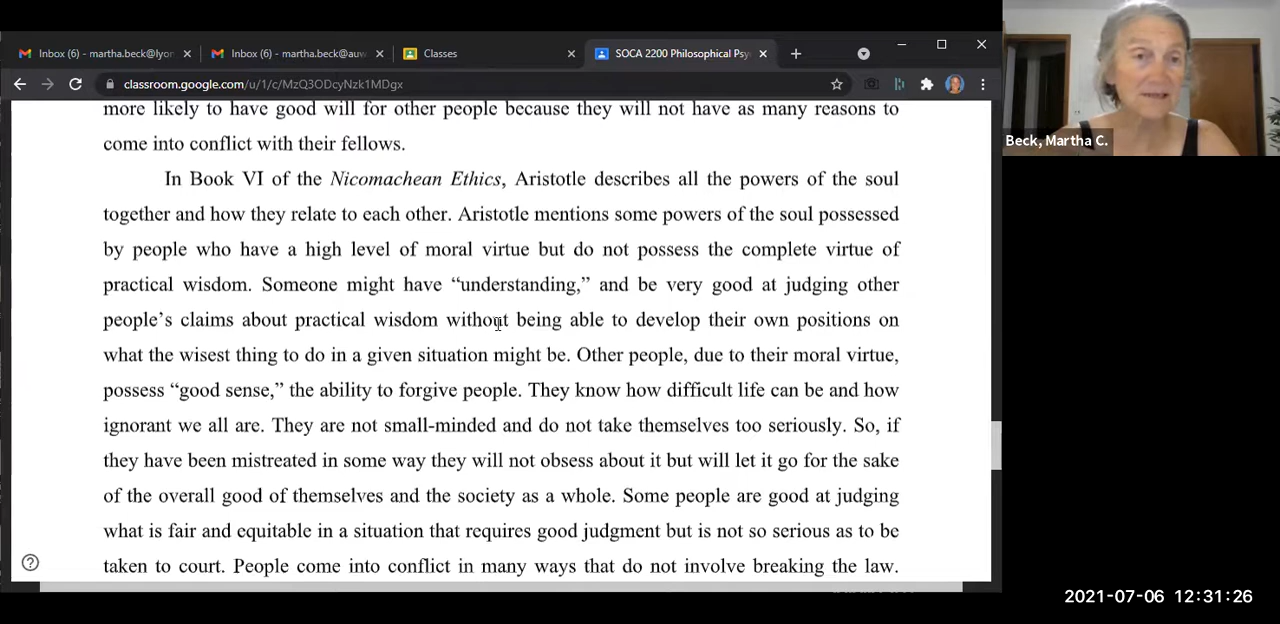 Inbox (6) - martha.beck@lyon
Inbox (6) - martha.beck@auw
Classes
SOCA 2200 Philosophical Psy
classroom.google.com/u/1/c/MzQ3ODcyNzk1MDgx
Beck, Martha C.
more likely to have good will for other people because they will not have as many reasons to
come into conflict with their fellows.
In Book VI of the Nicomachean Ethics, Aristotle describes all the powers of the soul
together and how they relate to each other. Aristotle mentions some powers of the soul possessed
by people who have a high level of moral virtue but do not possess the complete virtue of
practical wisdom. Someone might have “understanding,” and be very good at judging other
people’s claims about practical wisdom without being able to develop their own positions on
what the wisest thing to do in a given situation might be. Other people, due to their moral virtue,
possess “good sense,” the ability to forgive people. They know how difficult life can be and how
ignorant we all are. They are not small-minded and do not take themselves too seriously. So, if
they have been mistreated in some way they will not obsess about it but will let it go for the sake
of the overall good of themselves and the society as a whole. Some people are good at judging
what is fair and equitable in a situation that requires good judgment but is not so serious as to be
taken to court. People come into conflict in many ways that do not involve breaking the law.
2021-07-06 12:31:26